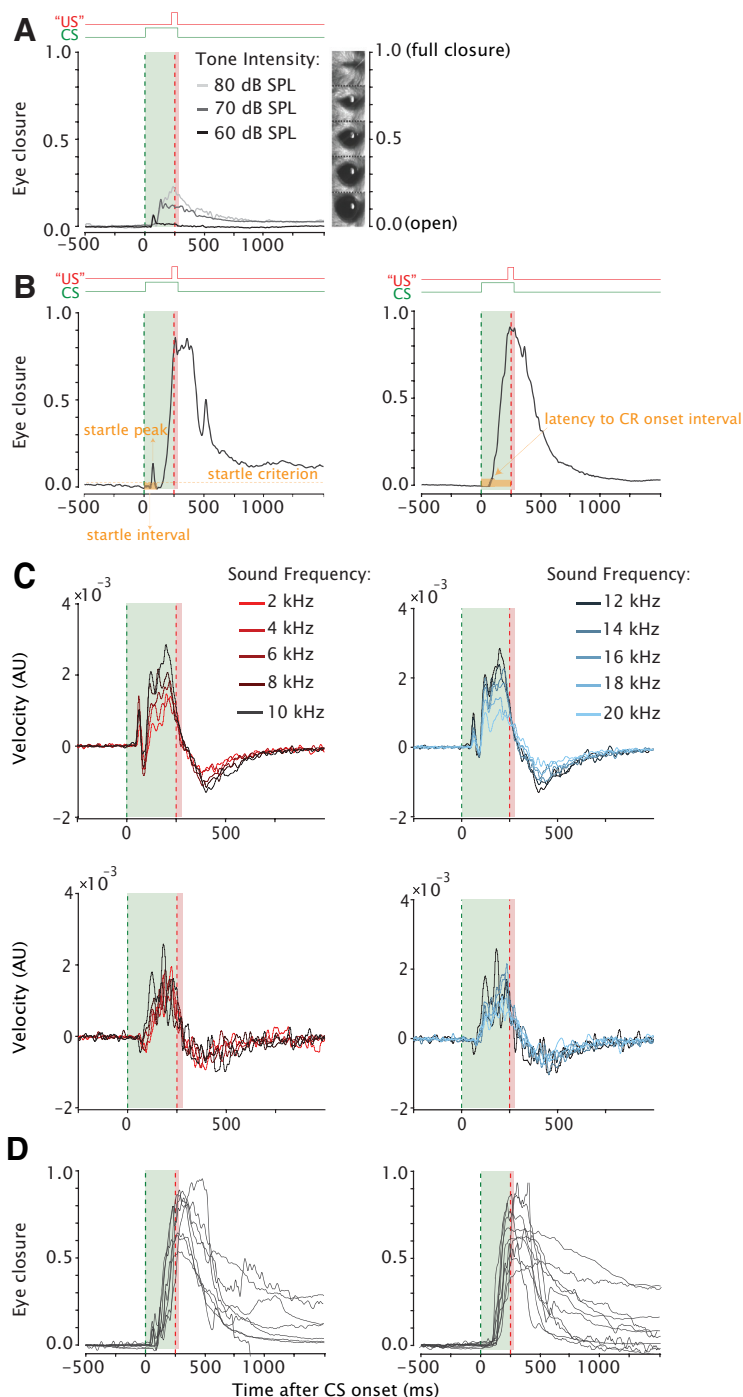 A
"US"
CS
Eye closure
1.0
0.5
0.0
Tone Intensity:
80 dB SPL
70 dB SPL
60 dB SPL
1.0 (full closure)
0.5
0.0 (open)
-500 0 500 1000
B
"US"
CS
Eye closure
1.0
0.5
0.0
startle peak
startle criterion
startle interval
-500 0 500 1000
"US"
CS
1.0
0.5
0.0
latency to CR onset interval
-500 0 500 1000
C
Velocity (AU)
×10⁻³
4
2
0
−2
Sound Frequency:
2 kHz
4 kHz
6 kHz
8 kHz
10 kHz
0 500
×10⁻³
4
2
0
−2
Sound Frequency:
12 kHz
14 kHz
16 kHz
18 kHz
20 kHz
0 500
Velocity (AU)
×10⁻³
4
2
0
−2
0 500
×10⁻³
4
2
0
−2
0 500
D
Eye closure
1.0
0.5
0.0
-500 0 500 1000
1.0
0.5
0.0
-500 0 500 1000
Time after CS onset (ms)